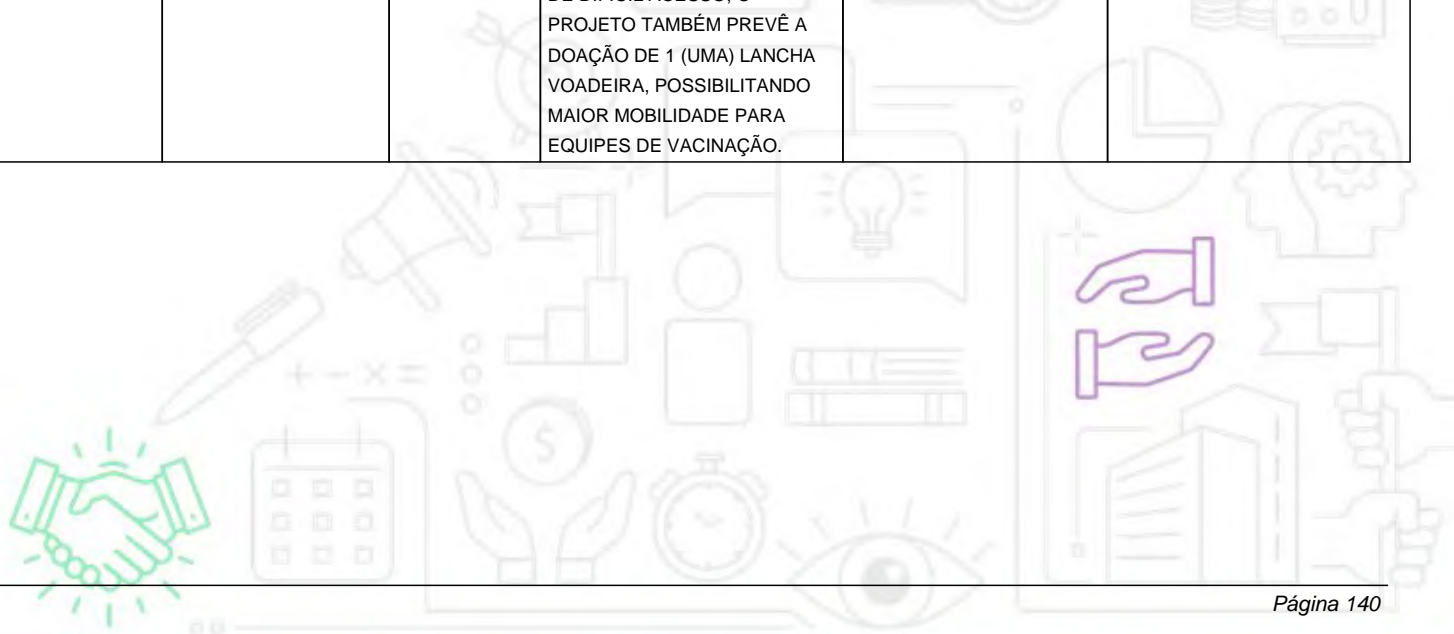 PROJETO TAMBÉM PREVÊ A
DOAÇÃO DE 1 (UMA) LANCHA
VOADEIRA, POSSIBILITANDO
MAIOR MOBILIDADE PARA
EQUIPES DE VACINAÇÃO.
Página 140